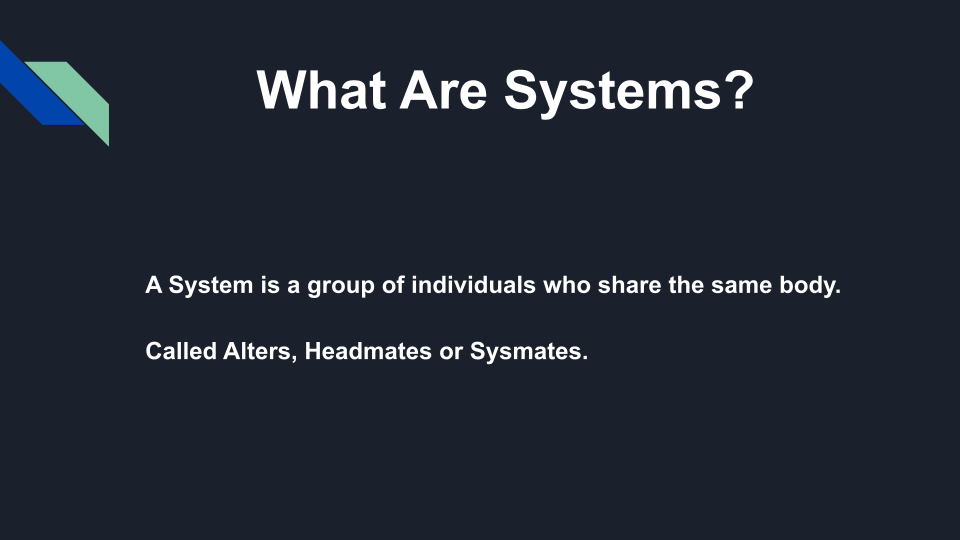 What Are Systems?
A System is a group of individuals who share the same body.
Called Alters, Headmates or Sysmates.